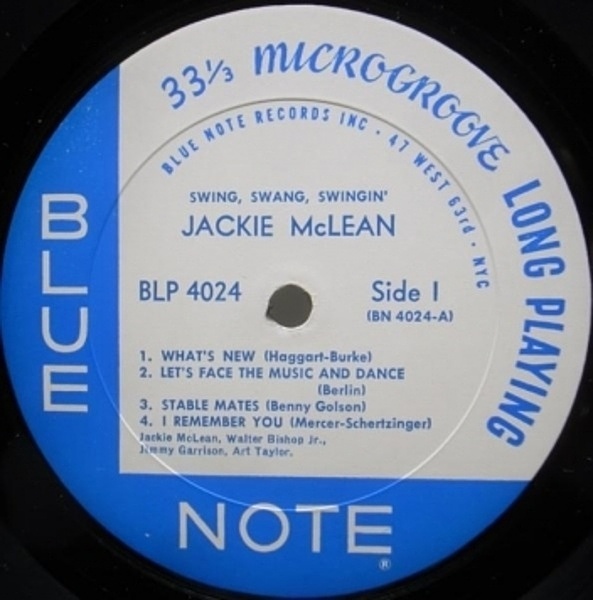 33⅓ MICROGROOVE LONG PLAYING
BLUE NOTE RECORDS INC · 47 WEST 63rd · NYC
SWING, SWANG, SWINGIN'
JACKIE McLEAN
BLP 4024
Side 1
(BN 4024-A)
1. WHAT'S NEW (Haggart-Burke)
2. LET'S FACE THE MUSIC AND DANCE
(Berlin)
3. STABLE MATES (Benny Golson)
4. I REMEMBER YOU (Mercer-Schertzinger)
Jackie McLean, Walter Bishop Jr.,
Jimmy Garrison, Art Taylor.
BLUE
NOTE
®